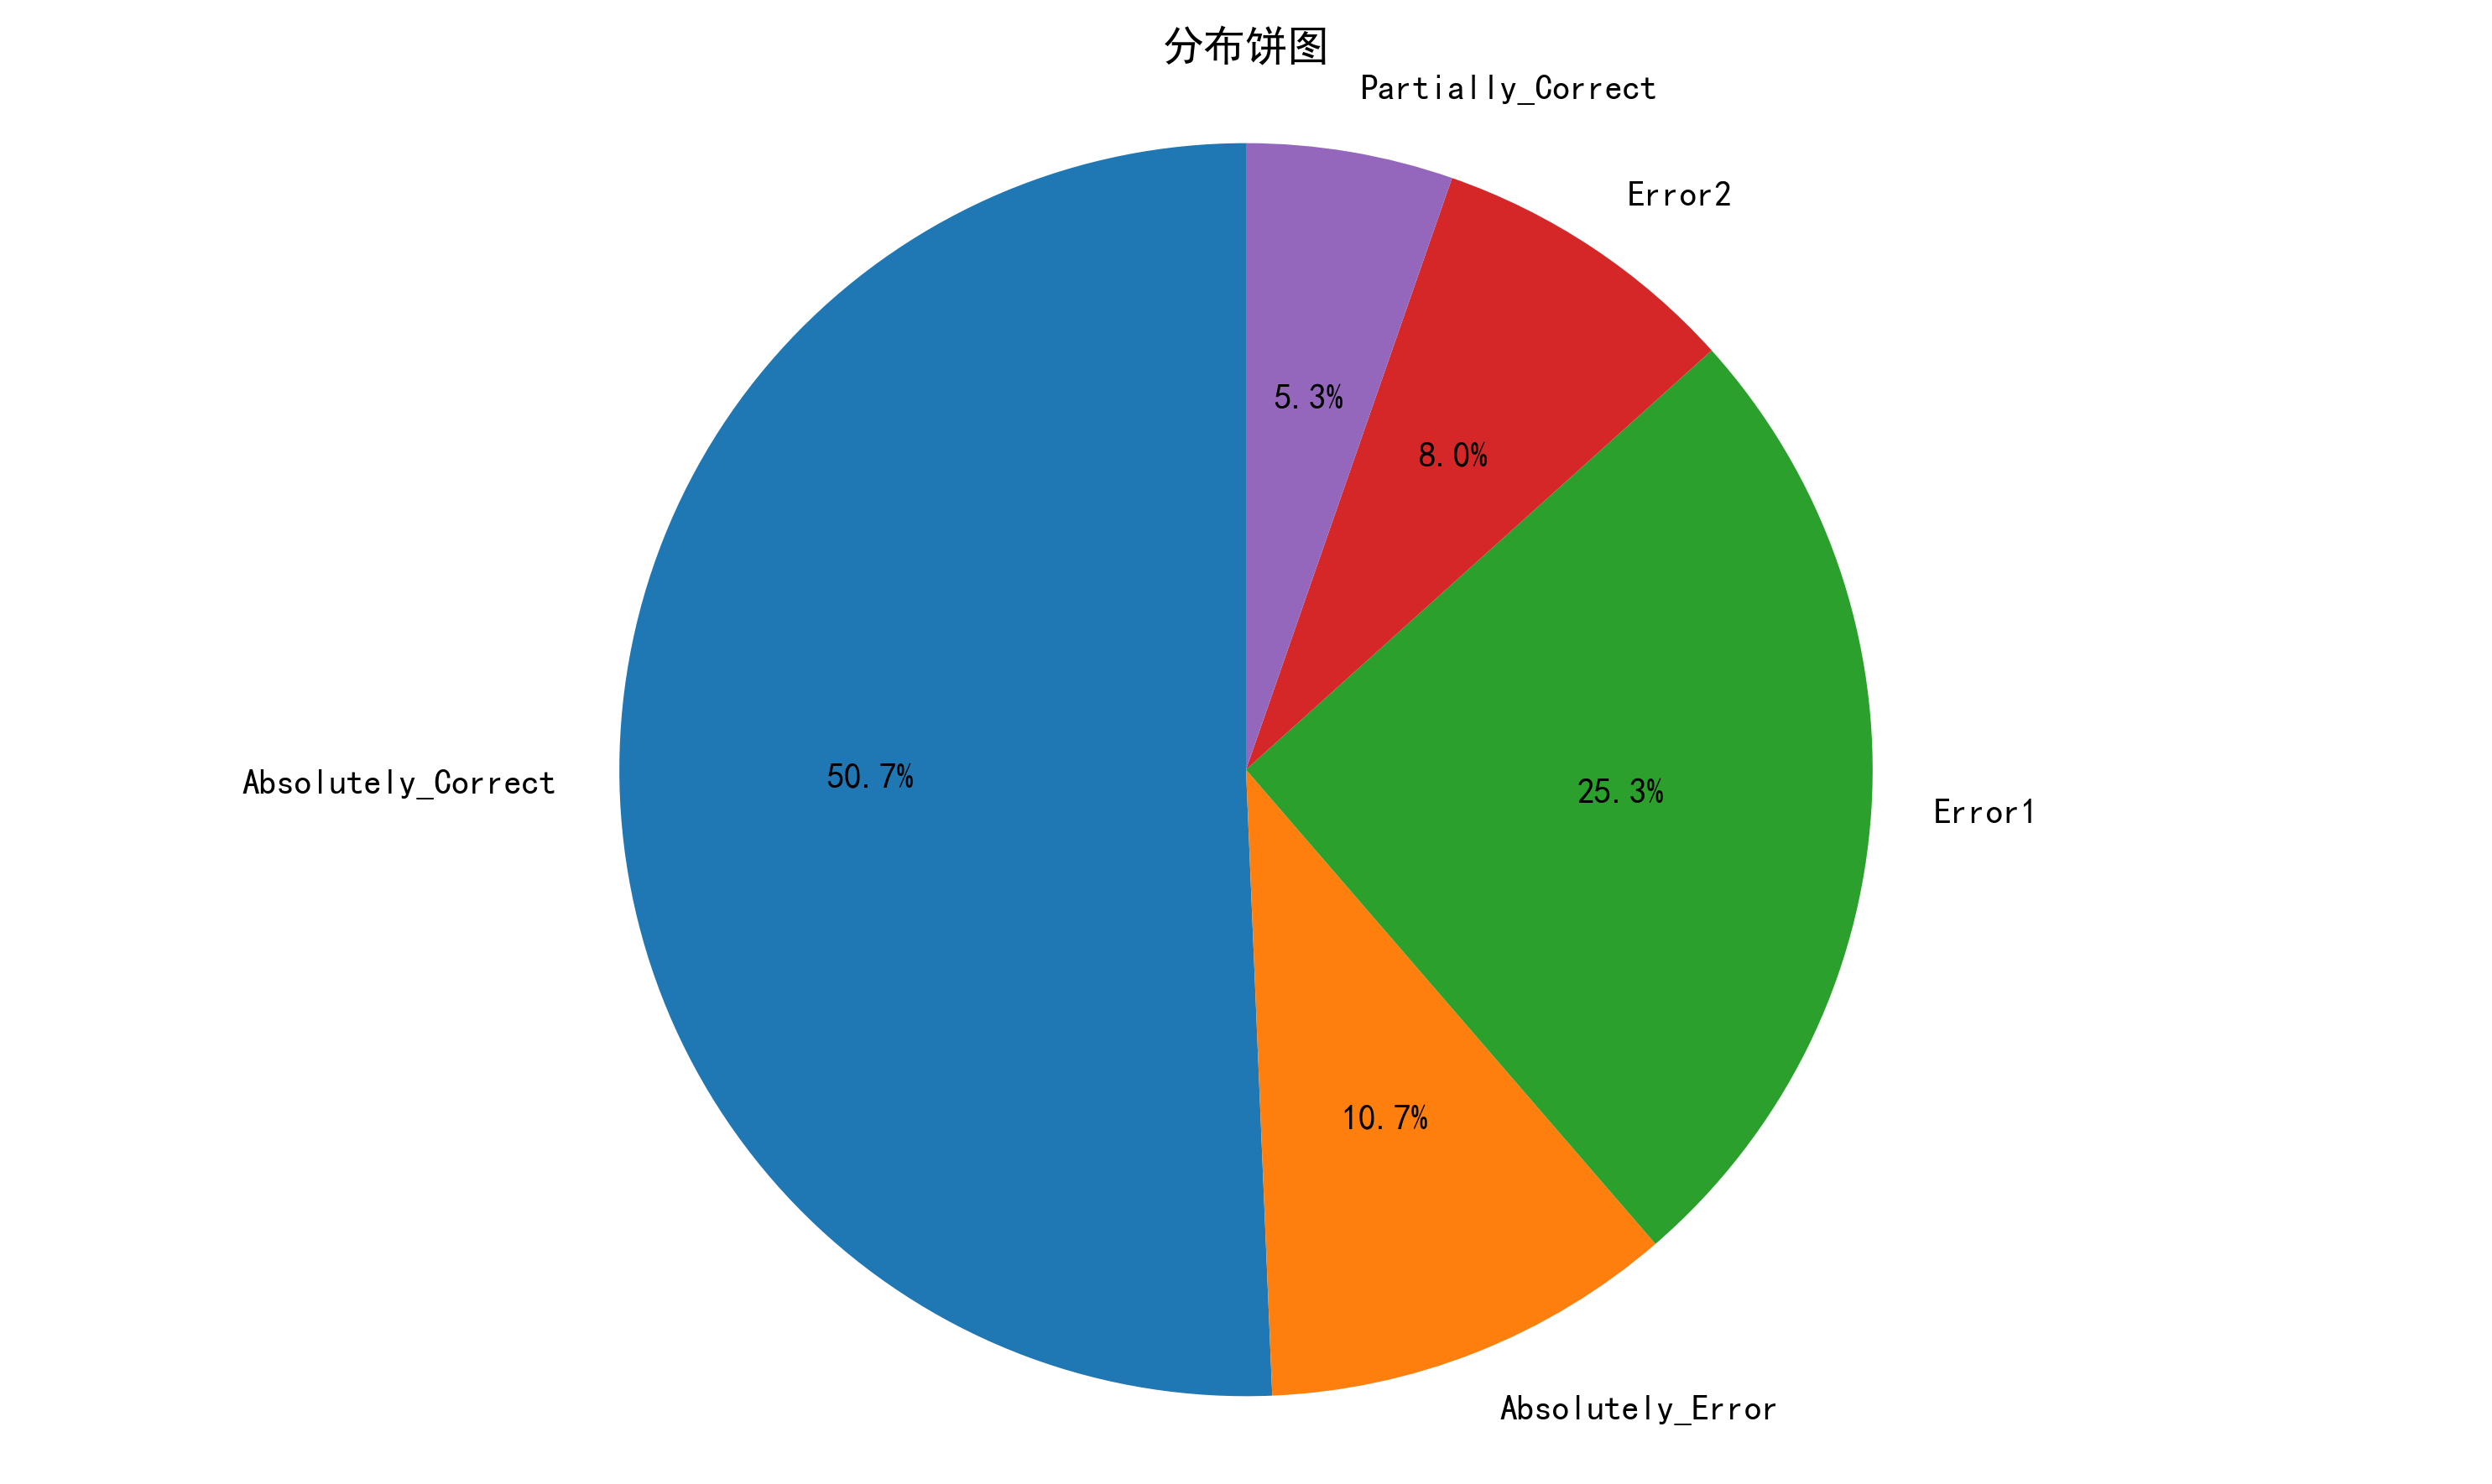 分布饼图
Partially_Correct
Error2
5.3%
8.0%
Absolutely_Correct
50.7%
25.3%
Error1
10.7%
Absolutely_Error